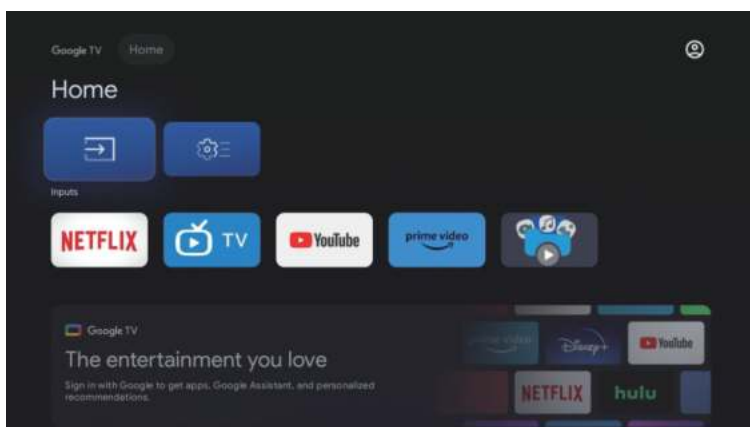 Google TV Home
Home
Inputs
NETFLIX
TV
YouTube
prime video
Google TV
The entertainment you love
Sign in with Google to get apps, Google Assistant, and personalized
recommendations.
prime video
Disney+
YouTube
NETFLIX
hulu